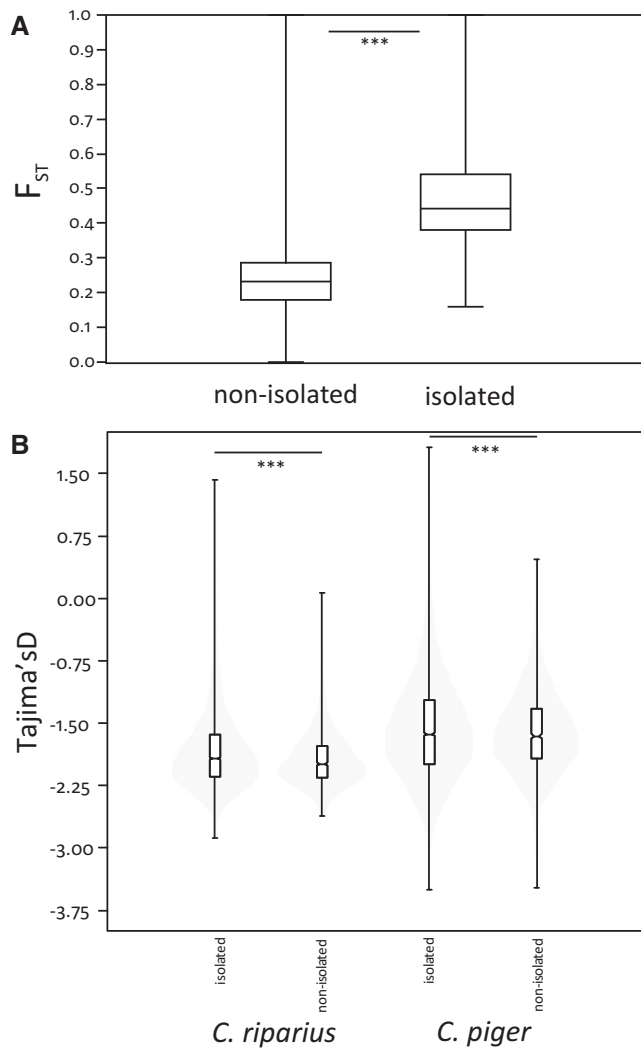 A
F_ST
1.0
0.9
0.8
0.7
0.6
0.5
0.4
0.3
0.2
0.1
0.0
***
non-isolated
isolated
B
Tajima'sD
1.50
0.75
0.00
-0.75
-1.50
-2.25
-3.00
-3.75
***
***
isolated
non-isolated
isolated
non-isolated
C. riparius
C. piger